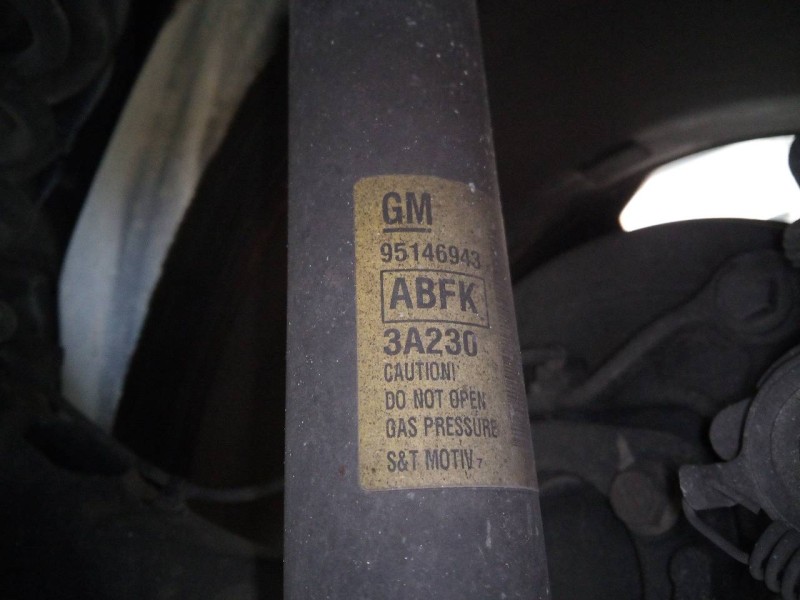 GM
95146943
ABFK
3A230
CAUTION!
DO NOT OPEN
GAS PRESSURE
S&T MOTIV